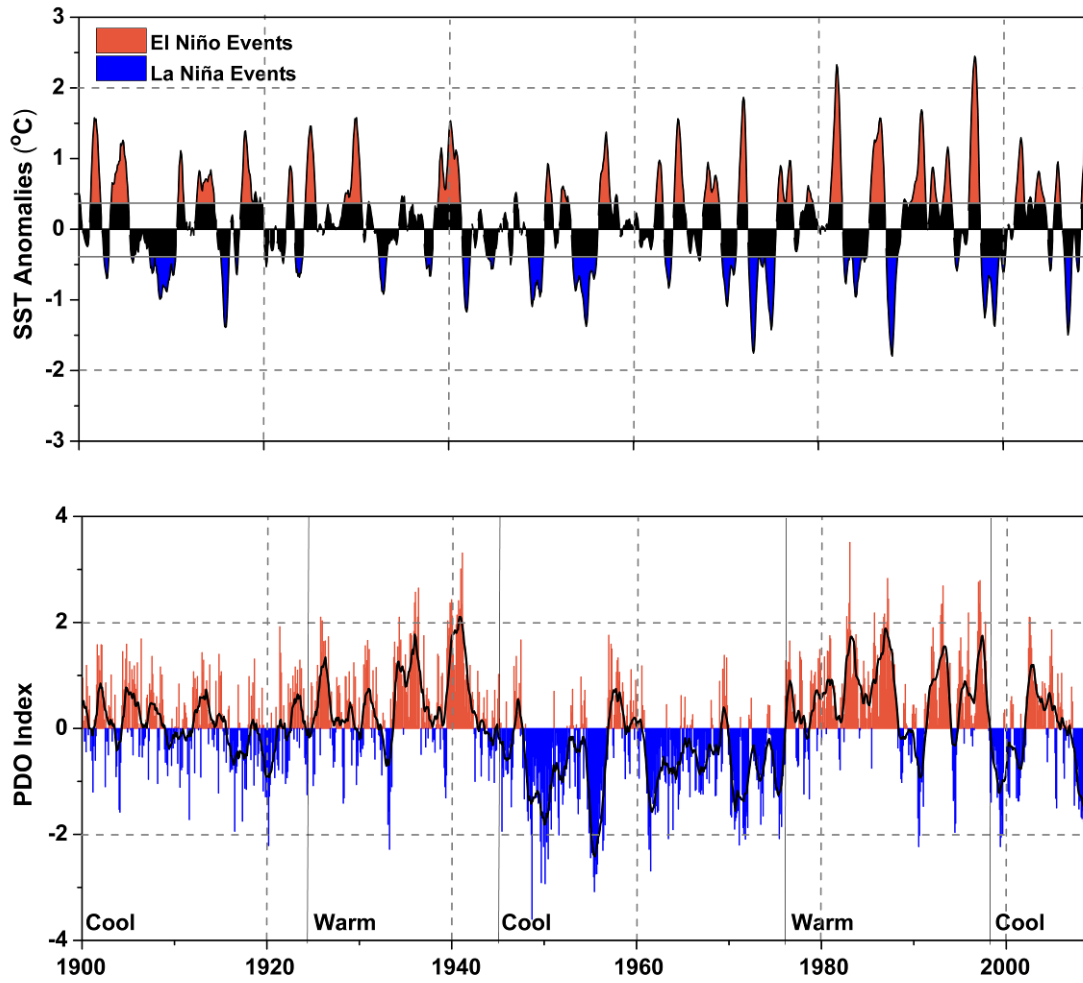 3
El Niño Events
La Niña Events
2
1
0
-1
-2
-3
SST Anomalies (°C)
4
2
0
-2
-4
PDO Index
Cool
Warm
Cool
Warm
Cool
1900
1920
1940
1960
1980
2000